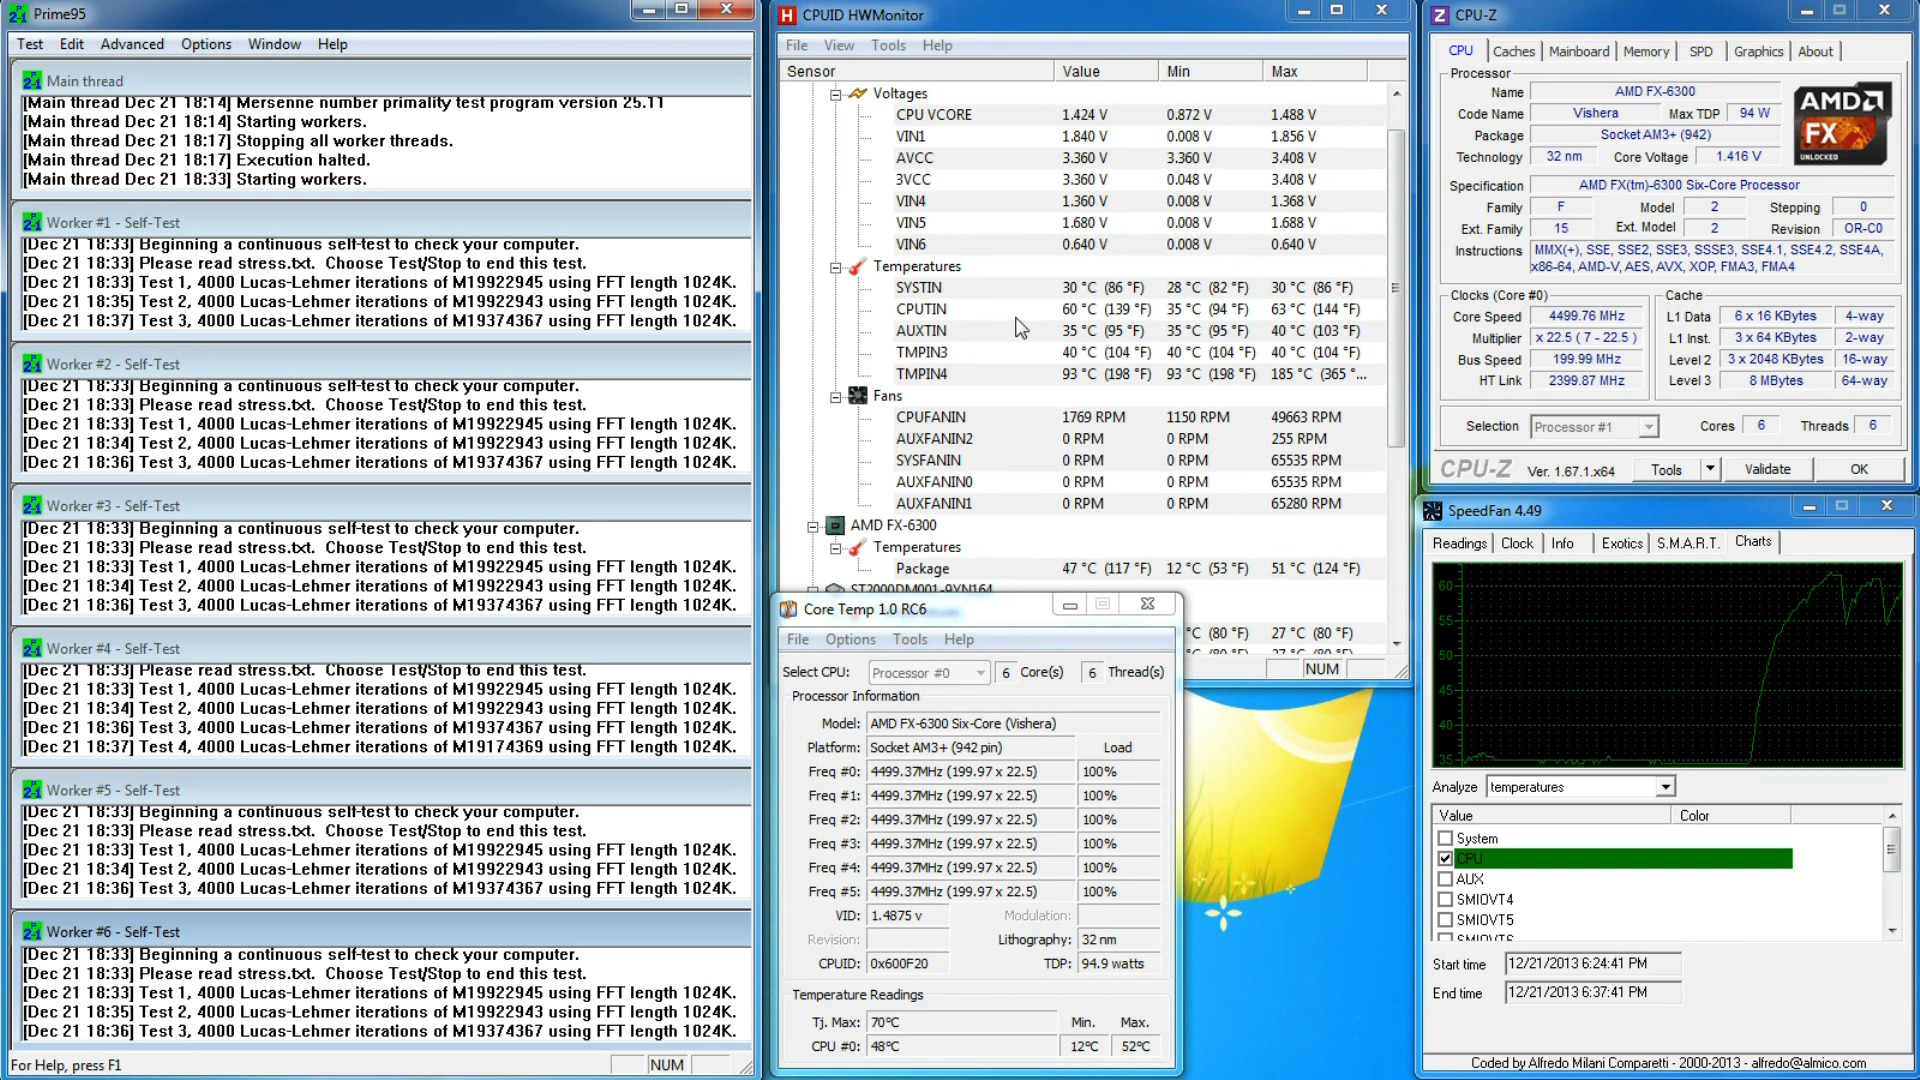 Prime95
Test Edit Advanced Options Window Help
Main thread
[Main thread Dec 21 18:14] Mersenne number primality test program version 25.11
[Main thread Dec 21 18:14] Starting workers.
[Main thread Dec 21 18:17] Stopping all worker threads.
[Main thread Dec 21 18:17] Execution halted.
[Main thread Dec 21 18:33] Starting workers.
Worker #1 - Self-Test
[Dec 21 18:33] Beginning a continuous self-test to check your computer.
[Dec 21 18:33] Please read stress.txt. Choose Test/Stop to end this test.
[Dec 21 18:33] Test 1, 4000 Lucas-Lehmer iterations of M19922945 using FFT length 1024K.
[Dec 21 18:35] Test 2, 4000 Lucas-Lehmer iterations of M19922943 using FFT length 1024K.
[Dec 21 18:37] Test 3, 4000 Lucas-Lehmer iterations of M19374367 using FFT length 1024K.
Worker #2 - Self-Test
[Dec 21 18:33] Beginning a continuous self-test to check your computer.
[Dec 21 18:33] Please read stress.txt. Choose Test/Stop to end this test.
[Dec 21 18:33] Test 1, 4000 Lucas-Lehmer iterations of M19922945 using FFT length 1024K.
[Dec 21 18:34] Test 2, 4000 Lucas-Lehmer iterations of M19922943 using FFT length 1024K.
[Dec 21 18:36] Test 3, 4000 Lucas-Lehmer iterations of M19374367 using FFT length 1024K.
Worker #3 - Self-Test
[Dec 21 18:33] Beginning a continuous self-test to check your computer.
[Dec 21 18:33] Please read stress.txt. Choose Test/Stop to end this test.
[Dec 21 18:33] Test 1, 4000 Lucas-Lehmer iterations of M19922945 using FFT length 1024K.
[Dec 21 18:34] Test 2, 4000 Lucas-Lehmer iterations of M19922943 using FFT length 1024K.
[Dec 21 18:36] Test 3, 4000 Lucas-Lehmer iterations of M19374367 using FFT length 1024K.
Worker #4 - Self-Test
[Dec 21 18:33] Please read stress.txt. Choose Test/Stop to end this test.
[Dec 21 18:33] Test 1, 4000 Lucas-Lehmer iterations of M19922945 using FFT length 1024K.
[Dec 21 18:34] Test 2, 4000 Lucas-Lehmer iterations of M19922943 using FFT length 1024K.
[Dec 21 18:36] Test 3, 4000 Lucas-Lehmer iterations of M19374367 using FFT length 1024K.
[Dec 21 18:37] Test 4, 4000 Lucas-Lehmer iterations of M19174369 using FFT length 1024K.
Worker #5 - Self-Test
[Dec 21 18:33] Beginning a continuous self-test to check your computer.
[Dec 21 18:33] Please read stress.txt. Choose Test/Stop to end this test.
[Dec 21 18:33] Test 1, 4000 Lucas-Lehmer iterations of M19922945 using FFT length 1024K.
[Dec 21 18:34] Test 2, 4000 Lucas-Lehmer iterations of M19922943 using FFT length 1024K.
[Dec 21 18:36] Test 3, 4000 Lucas-Lehmer iterations of M19374367 using FFT length 1024K.
Worker #6 - Self-Test
[Dec 21 18:33] Beginning a continuous self-test to check your computer.
[Dec 21 18:33] Please read stress.txt. Choose Test/Stop to end this test.
[Dec 21 18:33] Test 1, 4000 Lucas-Lehmer iterations of M19922945 using FFT length 1024K.
[Dec 21 18:35] Test 2, 4000 Lucas-Lehmer iterations of M19922943 using FFT length 1024K.
[Dec 21 18:36] Test 3, 4000 Lucas-Lehmer iterations of M19374367 using FFT length 1024K.
For Help, press F1 NUM
CPUID HWMonitor
File View Tools Help
Sensor Value Min Max
Voltages
CPU VCORE 1.424 V 0.872 V 1.488 V
VIN1 1.840 V 0.008 V 1.856 V
AVCC 3.360 V 3.360 V 3.408 V
3VCC 3.360 V 0.048 V 3.408 V
VIN4 1.360 V 0.008 V 1.368 V
VIN5 1.680 V 0.008 V 1.688 V
VIN6 0.640 V 0.008 V 0.640 V
Temperatures
SYSTIN 30 °C (86 °F) 28 °C (82 °F) 30 °C (86 °F)
CPUTIN 60 °C (139 °F) 35 °C (94 °F) 63 °C (144 °F)
AUXTIN 35 °C (95 °F) 35 °C (95 °F) 40 °C (103 °F)
TMPIN3 40 °C (104 °F) 40 °C (104 °F) 40 °C (104 °F)
TMPIN4 93 °C (198 °F) 93 °C (198 °F) 185 °C (365 °...
Fans
CPUFANIN 1769 RPM 1150 RPM 49663 RPM
AUXFANIN2 0 RPM 0 RPM 255 RPM
SYSFANIN 0 RPM 0 RPM 65535 RPM
AUXFANIN0 0 RPM 0 RPM 65535 RPM
AUXFANIN1 0 RPM 0 RPM 65280 RPM
AMD FX-6300
Temperatures
Package 47 °C (117 °F) 12 °C (53 °F) 51 °C (124 °F)
ST2000DM001-9YN164
°C (80 °F) 27 °C (80 °F)
°C (80 °F) 27 °C (80 °F)
NUM
Core Temp 1.0 RC6
File Options Tools Help
Select CPU: Processor #0 6 Core(s) 6 Thread(s)
Processor Information
Model: AMD FX-6300 Six-Core (Vishera)
Platform: Socket AM3+ (942 pin) Load
Freq #0: 4499.37MHz (199.97 x 22.5) 100%
Freq #1: 4499.37MHz (199.97 x 22.5) 100%
Freq #2: 4499.37MHz (199.97 x 22.5) 100%
Freq #3: 4499.37MHz (199.97 x 22.5) 100%
Freq #4: 4499.37MHz (199.97 x 22.5) 100%
Freq #5: 4499.37MHz (199.97 x 22.5) 100%
VID: 1.4875 v Modulation:
Revision: Lithography: 32 nm
CPUID: 0x600F20 TDP: 94.9 watts
Temperature Readings
Tj. Max: 70°C Min. Max.
CPU #0: 48°C 12°C 52°C
CPU-Z
CPU Caches Mainboard Memory SPD Graphics About
Processor
Name AMD FX-6300
Code Name Vishera Max TDP 94 W
Package Socket AM3+ (942)
Technology 32 nm Core Voltage 1.416 V
AMD FX UNLOCKED
Specification AMD FX(tm)-6300 Six-Core Processor
Family F Model 2 Stepping 0
Ext. Family 15 Ext. Model 2 Revision OR-C0
Instructions MMX(+), SSE, SSE2, SSE3, SSSE3, SSE4.1, SSE4.2, SSE4A,
x86-64, AMD-V, AES, AVX, XOP, FMA3, FMA4
Clocks (Core #0) Cache
Core Speed 4499.76 MHz L1 Data 6 x 16 KBytes 4-way
Multiplier x 22.5 ( 7 - 22.5 ) L1 Inst. 3 x 64 KBytes 2-way
Bus Speed 199.99 MHz Level 2 3 x 2048 KBytes 16-way
HT Link 2399.87 MHz Level 3 8 MBytes 64-way
Selection Processor #1 Cores 6 Threads 6
CPU-Z Ver. 1.67.1.x64 Tools Validate OK
SpeedFan 4.49
Readings Clock Info Exotics S.M.A.R.T. Charts
60
55
50
45
40
35
Analyze temperatures
Value Color
System
CPU
AUX
SMIOVT4
SMIOVT5
SMIOVT6
Start time 12/21/2013 6:24:41 PM
End time 12/21/2013 6:37:41 PM
Coded by Alfredo Milani Comparetti - 2000-2013 - alfredo@almico.com